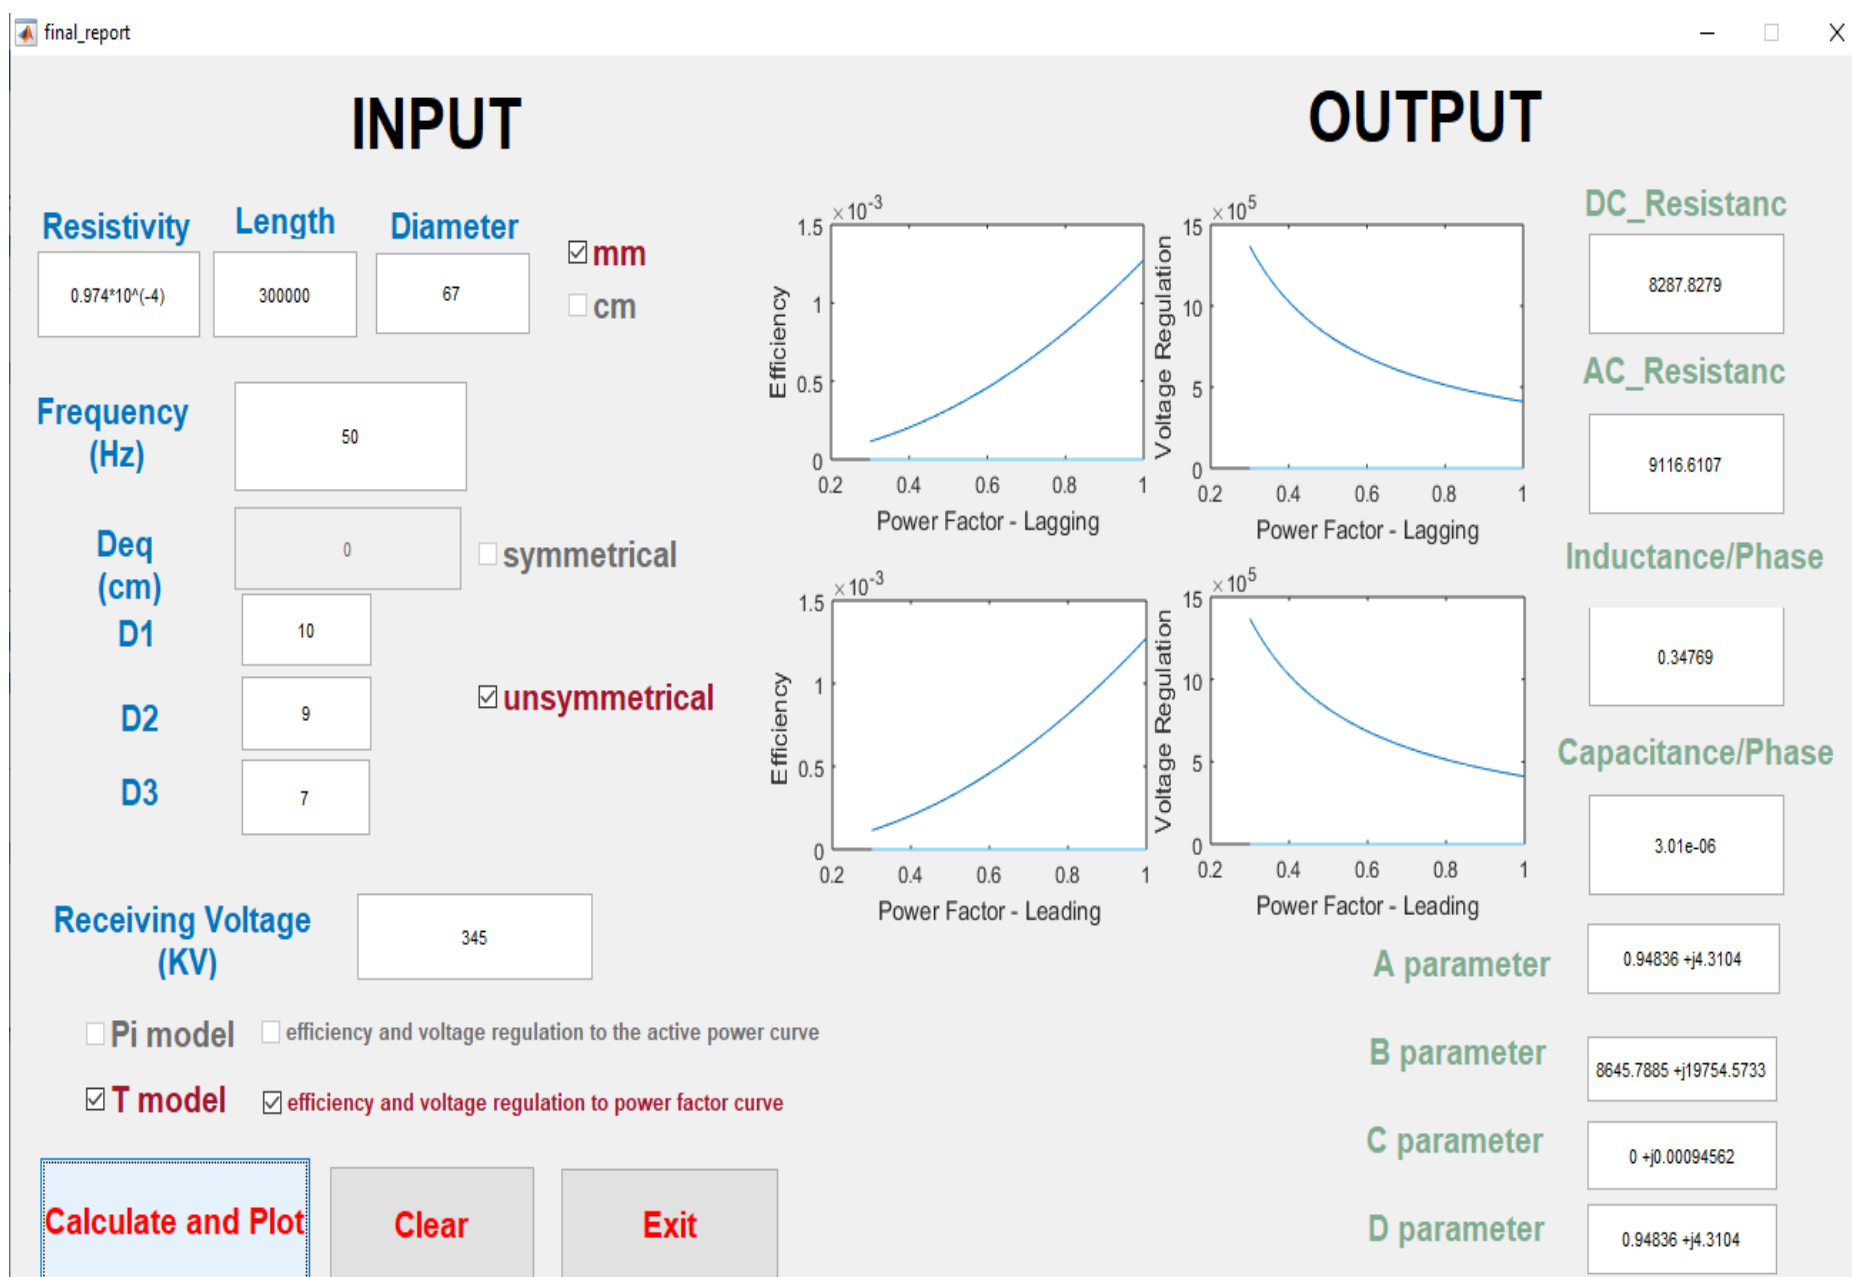 final_report
INPUT
OUTPUT
Resistivity
Length
Diameter
0.974*10^(-4)
300000
67
mm
cm
Frequency
(Hz)
50
Deq
(cm)
0
symmetrical
D1
10
D2
9
unsymmetrical
D3
7
Receiving Voltage
(KV)
345
Pi model
efficiency and voltage regulation to the active power curve
T model
efficiency and voltage regulation to power factor curve
Calculate and Plot
Clear
Exit
×10^-3
1.5
1
0.5
0
Efficiency
0.2 0.4 0.6 0.8 1
Power Factor - Lagging
×10^5
15
10
5
0
Voltage Regulation
0.2 0.4 0.6 0.8 1
Power Factor - Lagging
×10^-3
1.5
1
0.5
0
Efficiency
0.2 0.4 0.6 0.8 1
Power Factor - Leading
×10^5
15
10
5
0
Voltage Regulation
0.2 0.4 0.6 0.8 1
Power Factor - Leading
DC_Resistanc
8287.8279
AC_Resistanc
9116.6107
Inductance/Phase
0.34769
Capacitance/Phase
3.01e-06
A parameter
0.94836 +j4.3104
B parameter
8645.7885 +j19754.5733
C parameter
0 +j0.00094562
D parameter
0.94836 +j4.3104